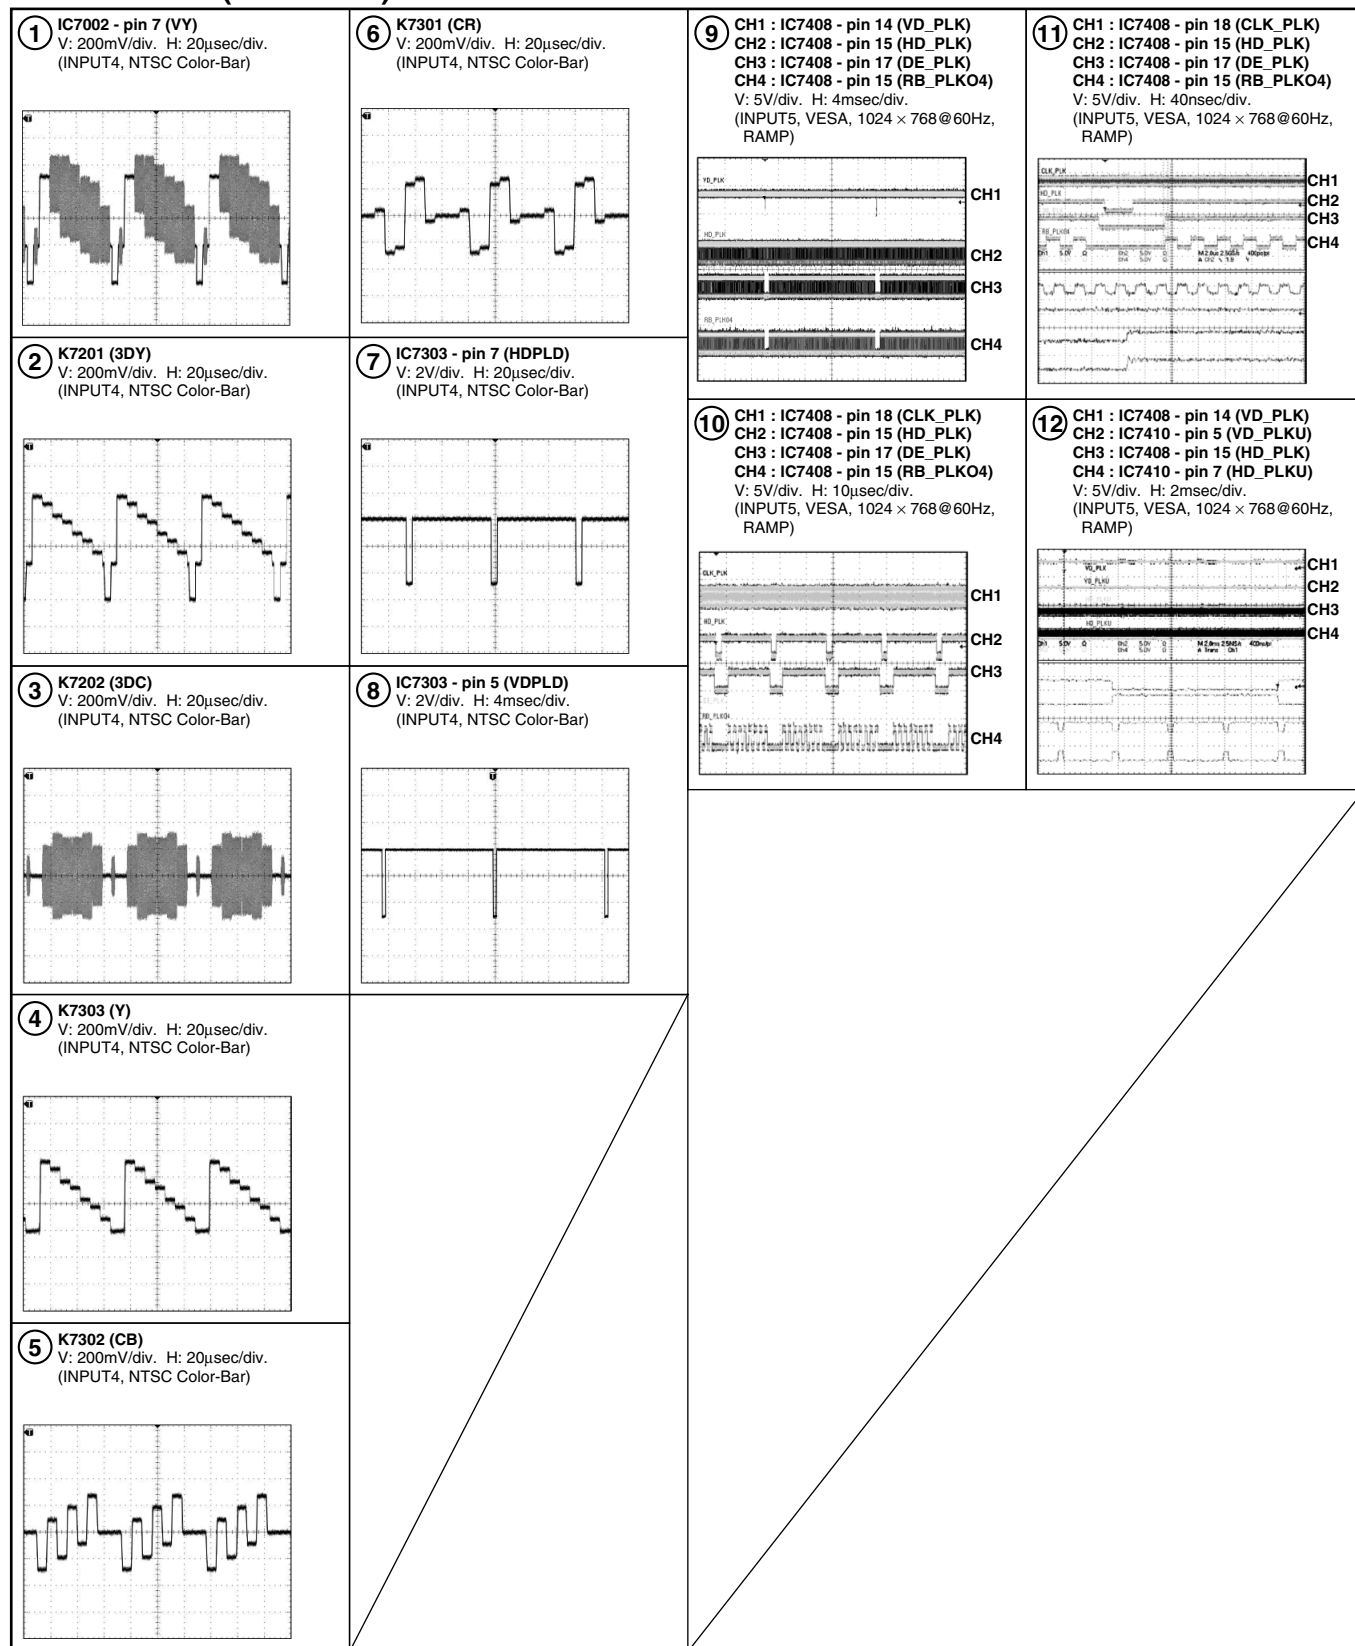 1 IC7002 - pin 7 (VY)
V: 200mV/div. H: 20µsec/div.
(INPUT4, NTSC Color-Bar)
2 K7201 (3DY)
V: 200mV/div. H: 20µsec/div.
(INPUT4, NTSC Color-Bar)
3 K7202 (3DC)
V: 200mV/div. H: 20µsec/div.
(INPUT4, NTSC Color-Bar)
4 K7303 (Y)
V: 200mV/div. H: 20µsec/div.
(INPUT4, NTSC Color-Bar)
5 K7302 (CB)
V: 200mV/div. H: 20µsec/div.
(INPUT4, NTSC Color-Bar)
6 K7301 (CR)
V: 200mV/div. H: 20µsec/div.
(INPUT4, NTSC Color-Bar)
7 IC7303 - pin 7 (HDPLD)
V: 2V/div. H: 20µsec/div.
(INPUT4, NTSC Color-Bar)
8 IC7303 - pin 5 (VDPLD)
V: 2V/div. H: 4msec/div.
(INPUT4, NTSC Color-Bar)
9 CH1 : IC7408 - pin 14 (VD_PLK)
CH2 : IC7408 - pin 15 (HD_PLK)
CH3 : IC7408 - pin 17 (DE_PLK)
CH4 : IC7408 - pin 15 (RB_PLKO4)
V: 5V/div. H: 4msec/div.
(INPUT5, VESA, 1024 × 768@60Hz,
RAMP)
VD_PLK
CH1
HD_PLK
CH2
CH3
RB_PLKO4
CH4
10 CH1 : IC7408 - pin 18 (CLK_PLK)
CH2 : IC7408 - pin 15 (HD_PLK)
CH3 : IC7408 - pin 17 (DE_PLK)
CH4 : IC7408 - pin 15 (RB_PLKO4)
V: 5V/div. H: 10µsec/div.
(INPUT5, VESA, 1024 × 768@60Hz,
RAMP)
CLK_PLK
CH1
HD_PLK
CH2
CH3
RB_PLKO4
CH4
11 CH1 : IC7408 - pin 18 (CLK_PLK)
CH2 : IC7408 - pin 15 (HD_PLK)
CH3 : IC7408 - pin 17 (DE_PLK)
CH4 : IC7408 - pin 15 (RB_PLKO4)
V: 5V/div. H: 40nsec/div.
(INPUT5, VESA, 1024 × 768@60Hz,
RAMP)
CLK_PLK
CH1
HD_PLK
CH2
CH3
RB_PLKO4
CH4
12 CH1 : IC7408 - pin 14 (VD_PLK)
CH2 : IC7410 - pin 5 (VD_PLKU)
CH3 : IC7408 - pin 15 (HD_PLK)
CH4 : IC7410 - pin 7 (HD_PLKU)
V: 5V/div. H: 2msec/div.
(INPUT5, VESA, 1024 × 768@60Hz,
RAMP)
CH1
VD_PLK
VD_PLKU
CH2
CH3
HD_PLKU
CH4